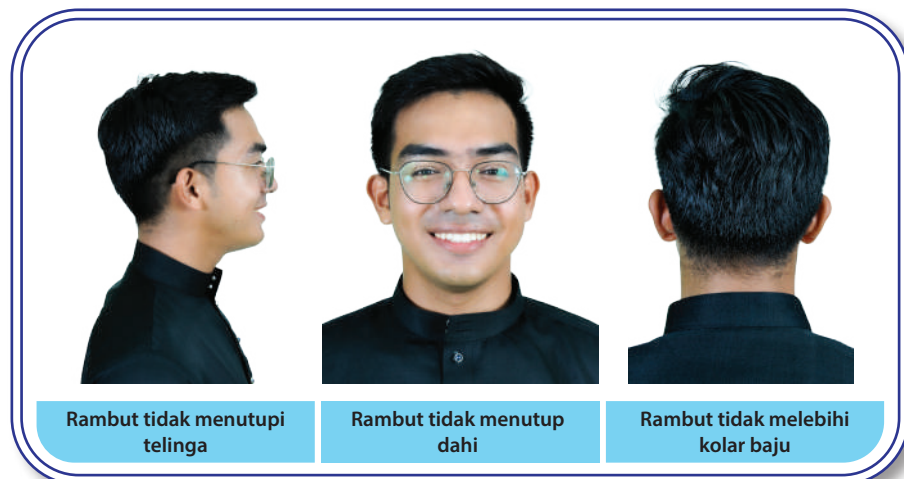 Rambut tidak menutupi
telinga
Rambut tidak menutup
dahi
Rambut tidak melebihi
kolar baju